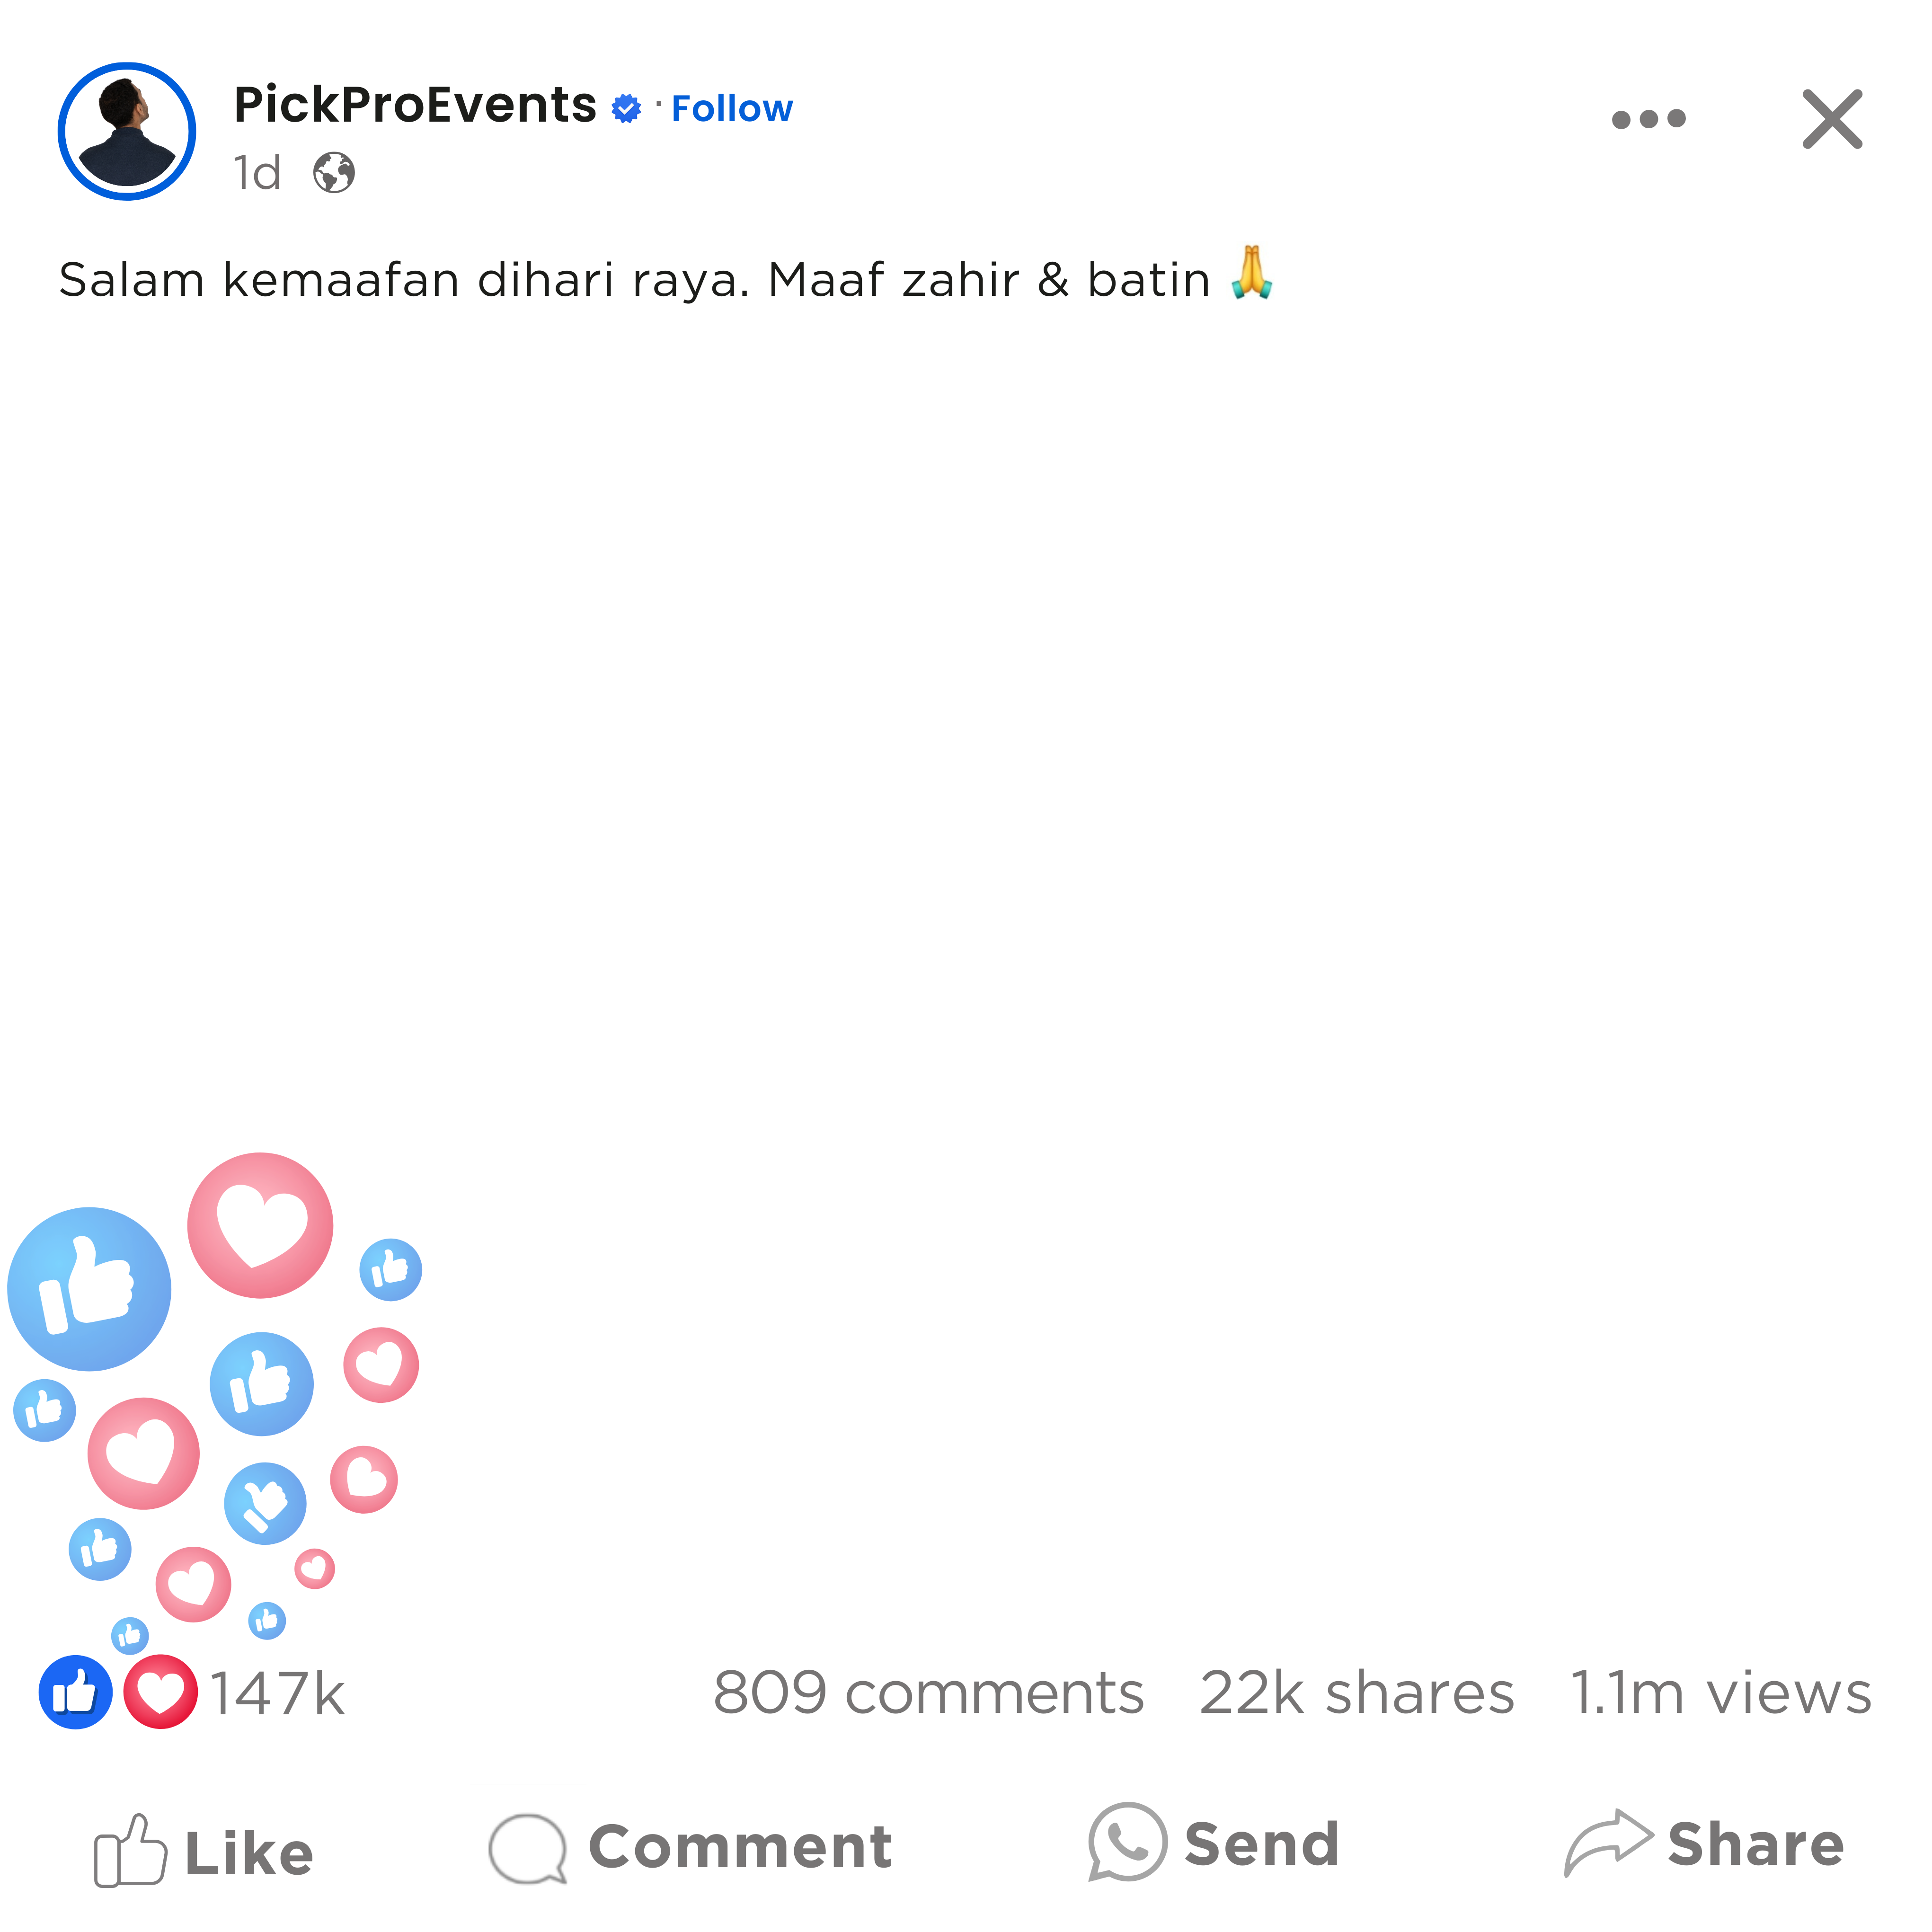 PickProEvents · Follow
1d
Salam kemaafan dihari raya. Maaf zahir & batin 🙏
147k 809 comments 22k shares 1.1m views
Like Comment Send Share